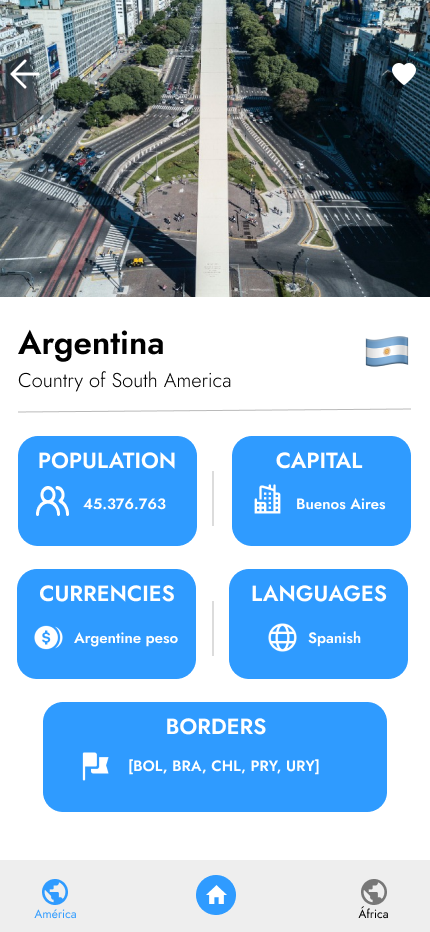 Argentina
Country of South America
POPULATION
45.376.763
CAPITAL
Buenos Aires
CURRENCIES
Argentine peso
LANGUAGES
Spanish
BORDERS
[BOL, BRA, CHL, PRY, URY]
América
África